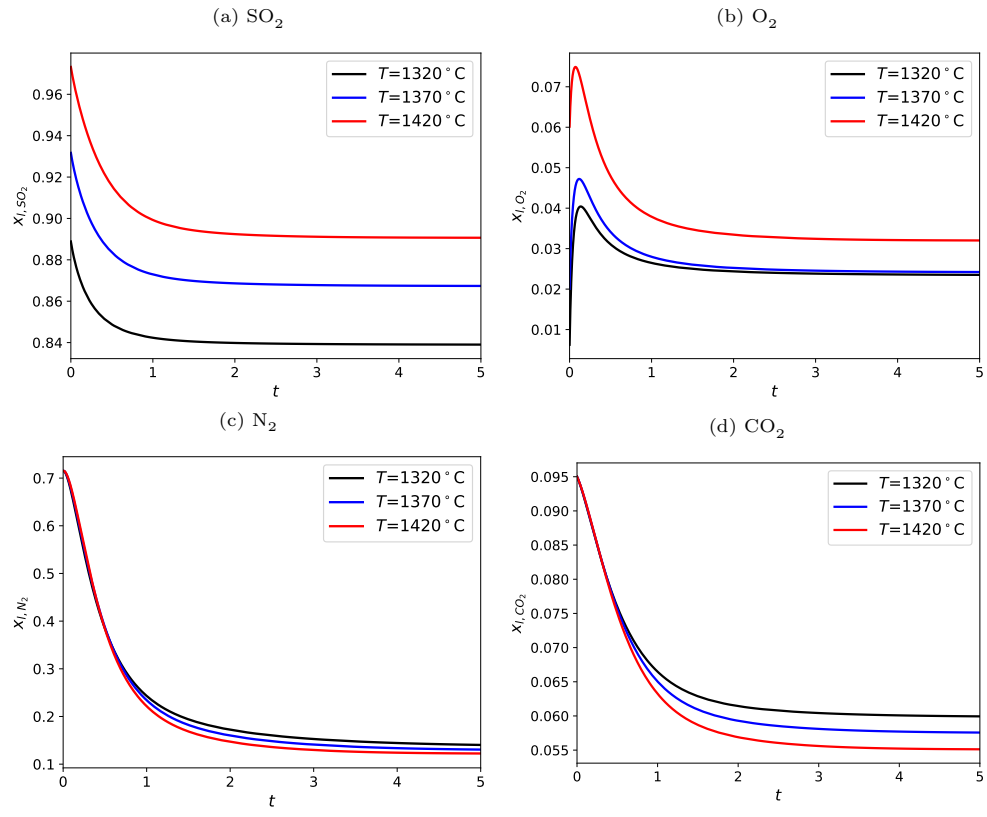 (a) SO₂
0.96
0.94
0.92
0.90
0.88
0.86
0.84
x_{l,SO₂}
T=1320°C
T=1370°C
T=1420°C
0 1 2 3 4 5
t
(b) O₂
0.07
0.06
0.05
0.04
0.03
0.02
0.01
x_{l,O₂}
T=1320°C
T=1370°C
T=1420°C
0 1 2 3 4 5
t
(c) N₂
0.7
0.6
0.5
0.4
0.3
0.2
0.1
x_{l,N₂}
T=1320°C
T=1370°C
T=1420°C
0 1 2 3 4 5
t
(d) CO₂
0.095
0.090
0.085
0.080
0.075
0.070
0.065
0.060
0.055
x_{l,CO₂}
T=1320°C
T=1370°C
T=1420°C
0 1 2 3 4 5
t